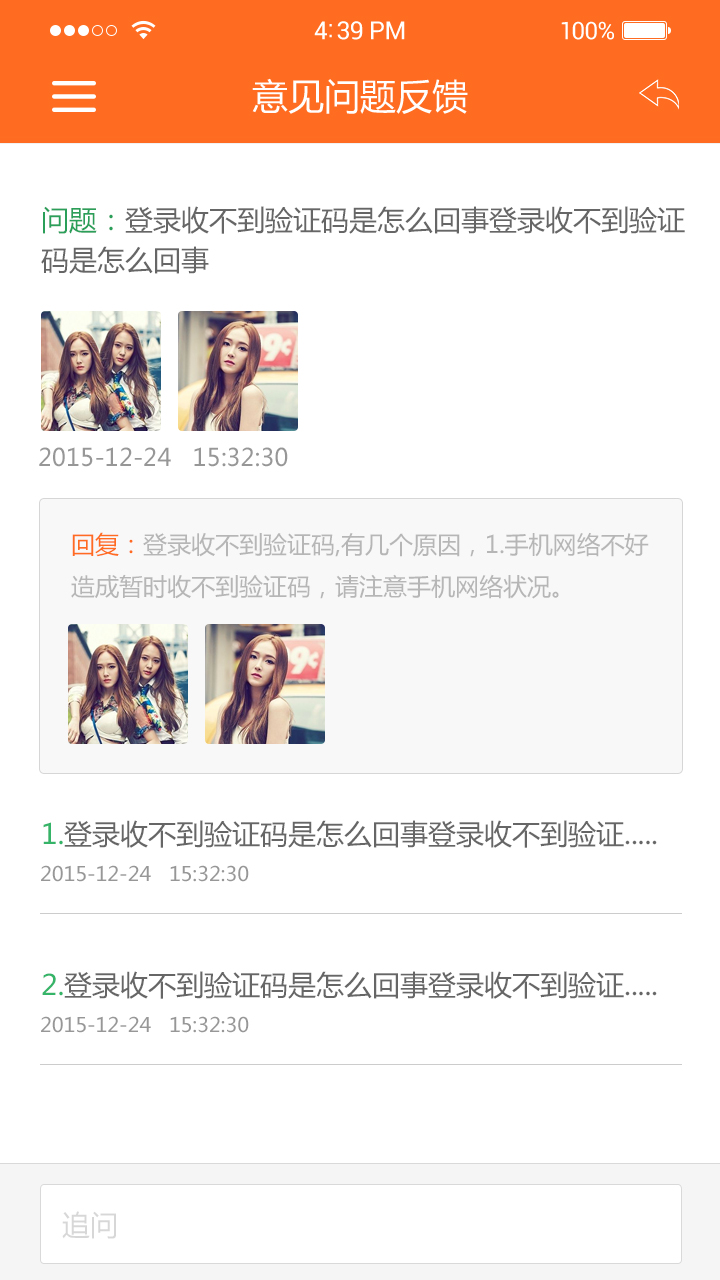 4:39 PM 100%
意见问题反馈
问题：登录收不到验证码是怎么回事登录收不到验证
码是怎么回事
9¢
2015-12-24 15:32:30
回复：登录收不到验证码,有几个原因，1.手机网络不好
造成暂时收不到验证码，请注意手机网络状况。
9¢
1.登录收不到验证码是怎么回事登录收不到验证.....
2015-12-24 15:32:30
2.登录收不到验证码是怎么回事登录收不到验证.....
2015-12-24 15:32:30
追问